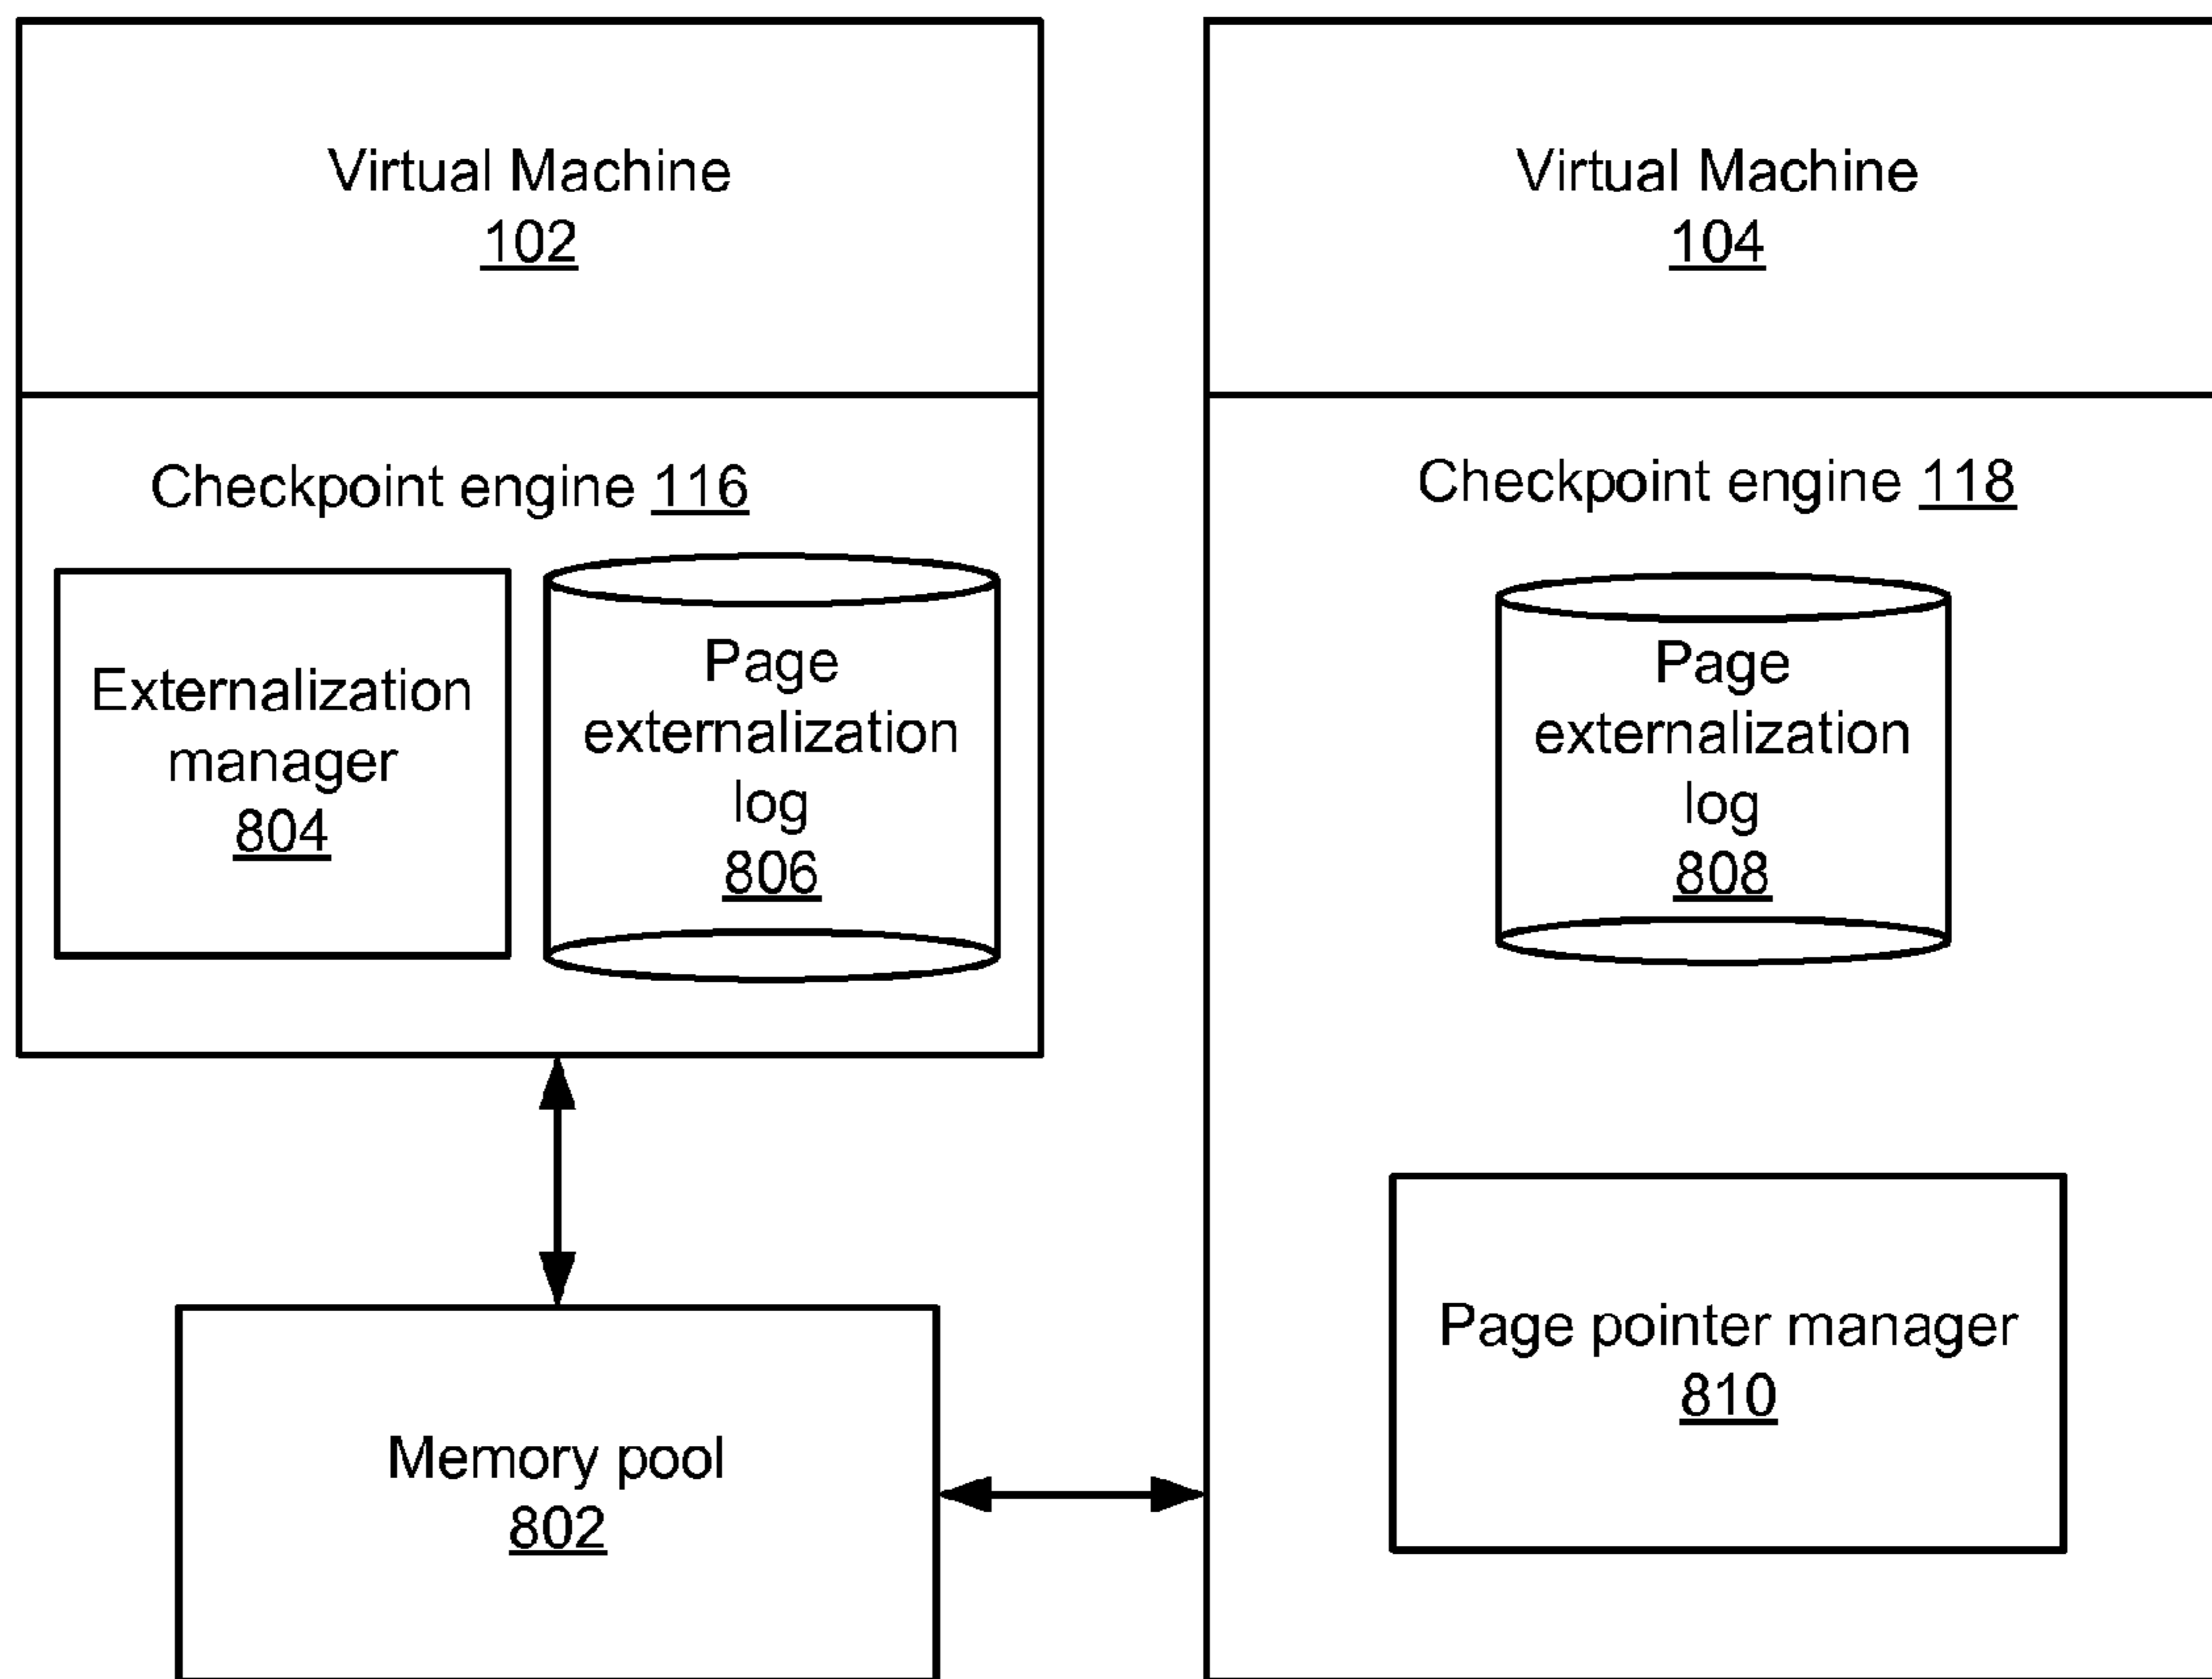 Virtual Machine
102
Virtual Machine
104
Checkpoint engine 116
Externalization
manager
804
Page
externalization
log
806
Checkpoint engine 118
Page
externalization
log
808
Page pointer manager
810
Memory pool
802